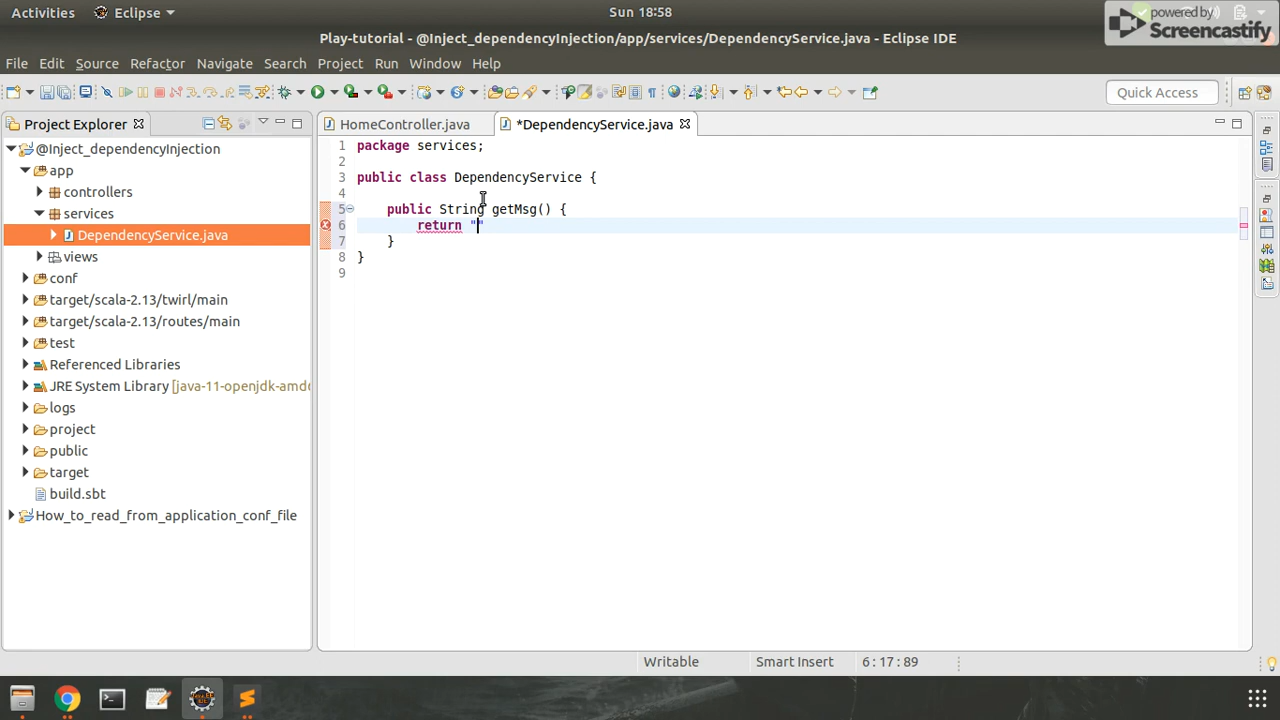 Activities
Eclipse
Sun 18:58
powered by
Screencastify
Play-tutorial - @Inject_dependencyInjection/app/services/DependencyService.java - Eclipse IDE
File Edit Source Refactor Navigate Search Project Run Window Help
Quick Access
Project Explorer
HomeController.java
*DependencyService.java
@Inject_dependencyInjection
app
controllers
services
DependencyService.java
views
conf
target/scala-2.13/twirl/main
target/scala-2.13/routes/main
test
Referenced Libraries
JRE System Library [java-11-openjdk-amd
logs
project
public
target
build.sbt
How_to_read_from_application_conf_file
1 package services;
2
3 public class DependencyService {
4
5 public String getMsg() {
6 return ""
7 }
8 }
9
Writable
Smart Insert
6 : 17 : 89